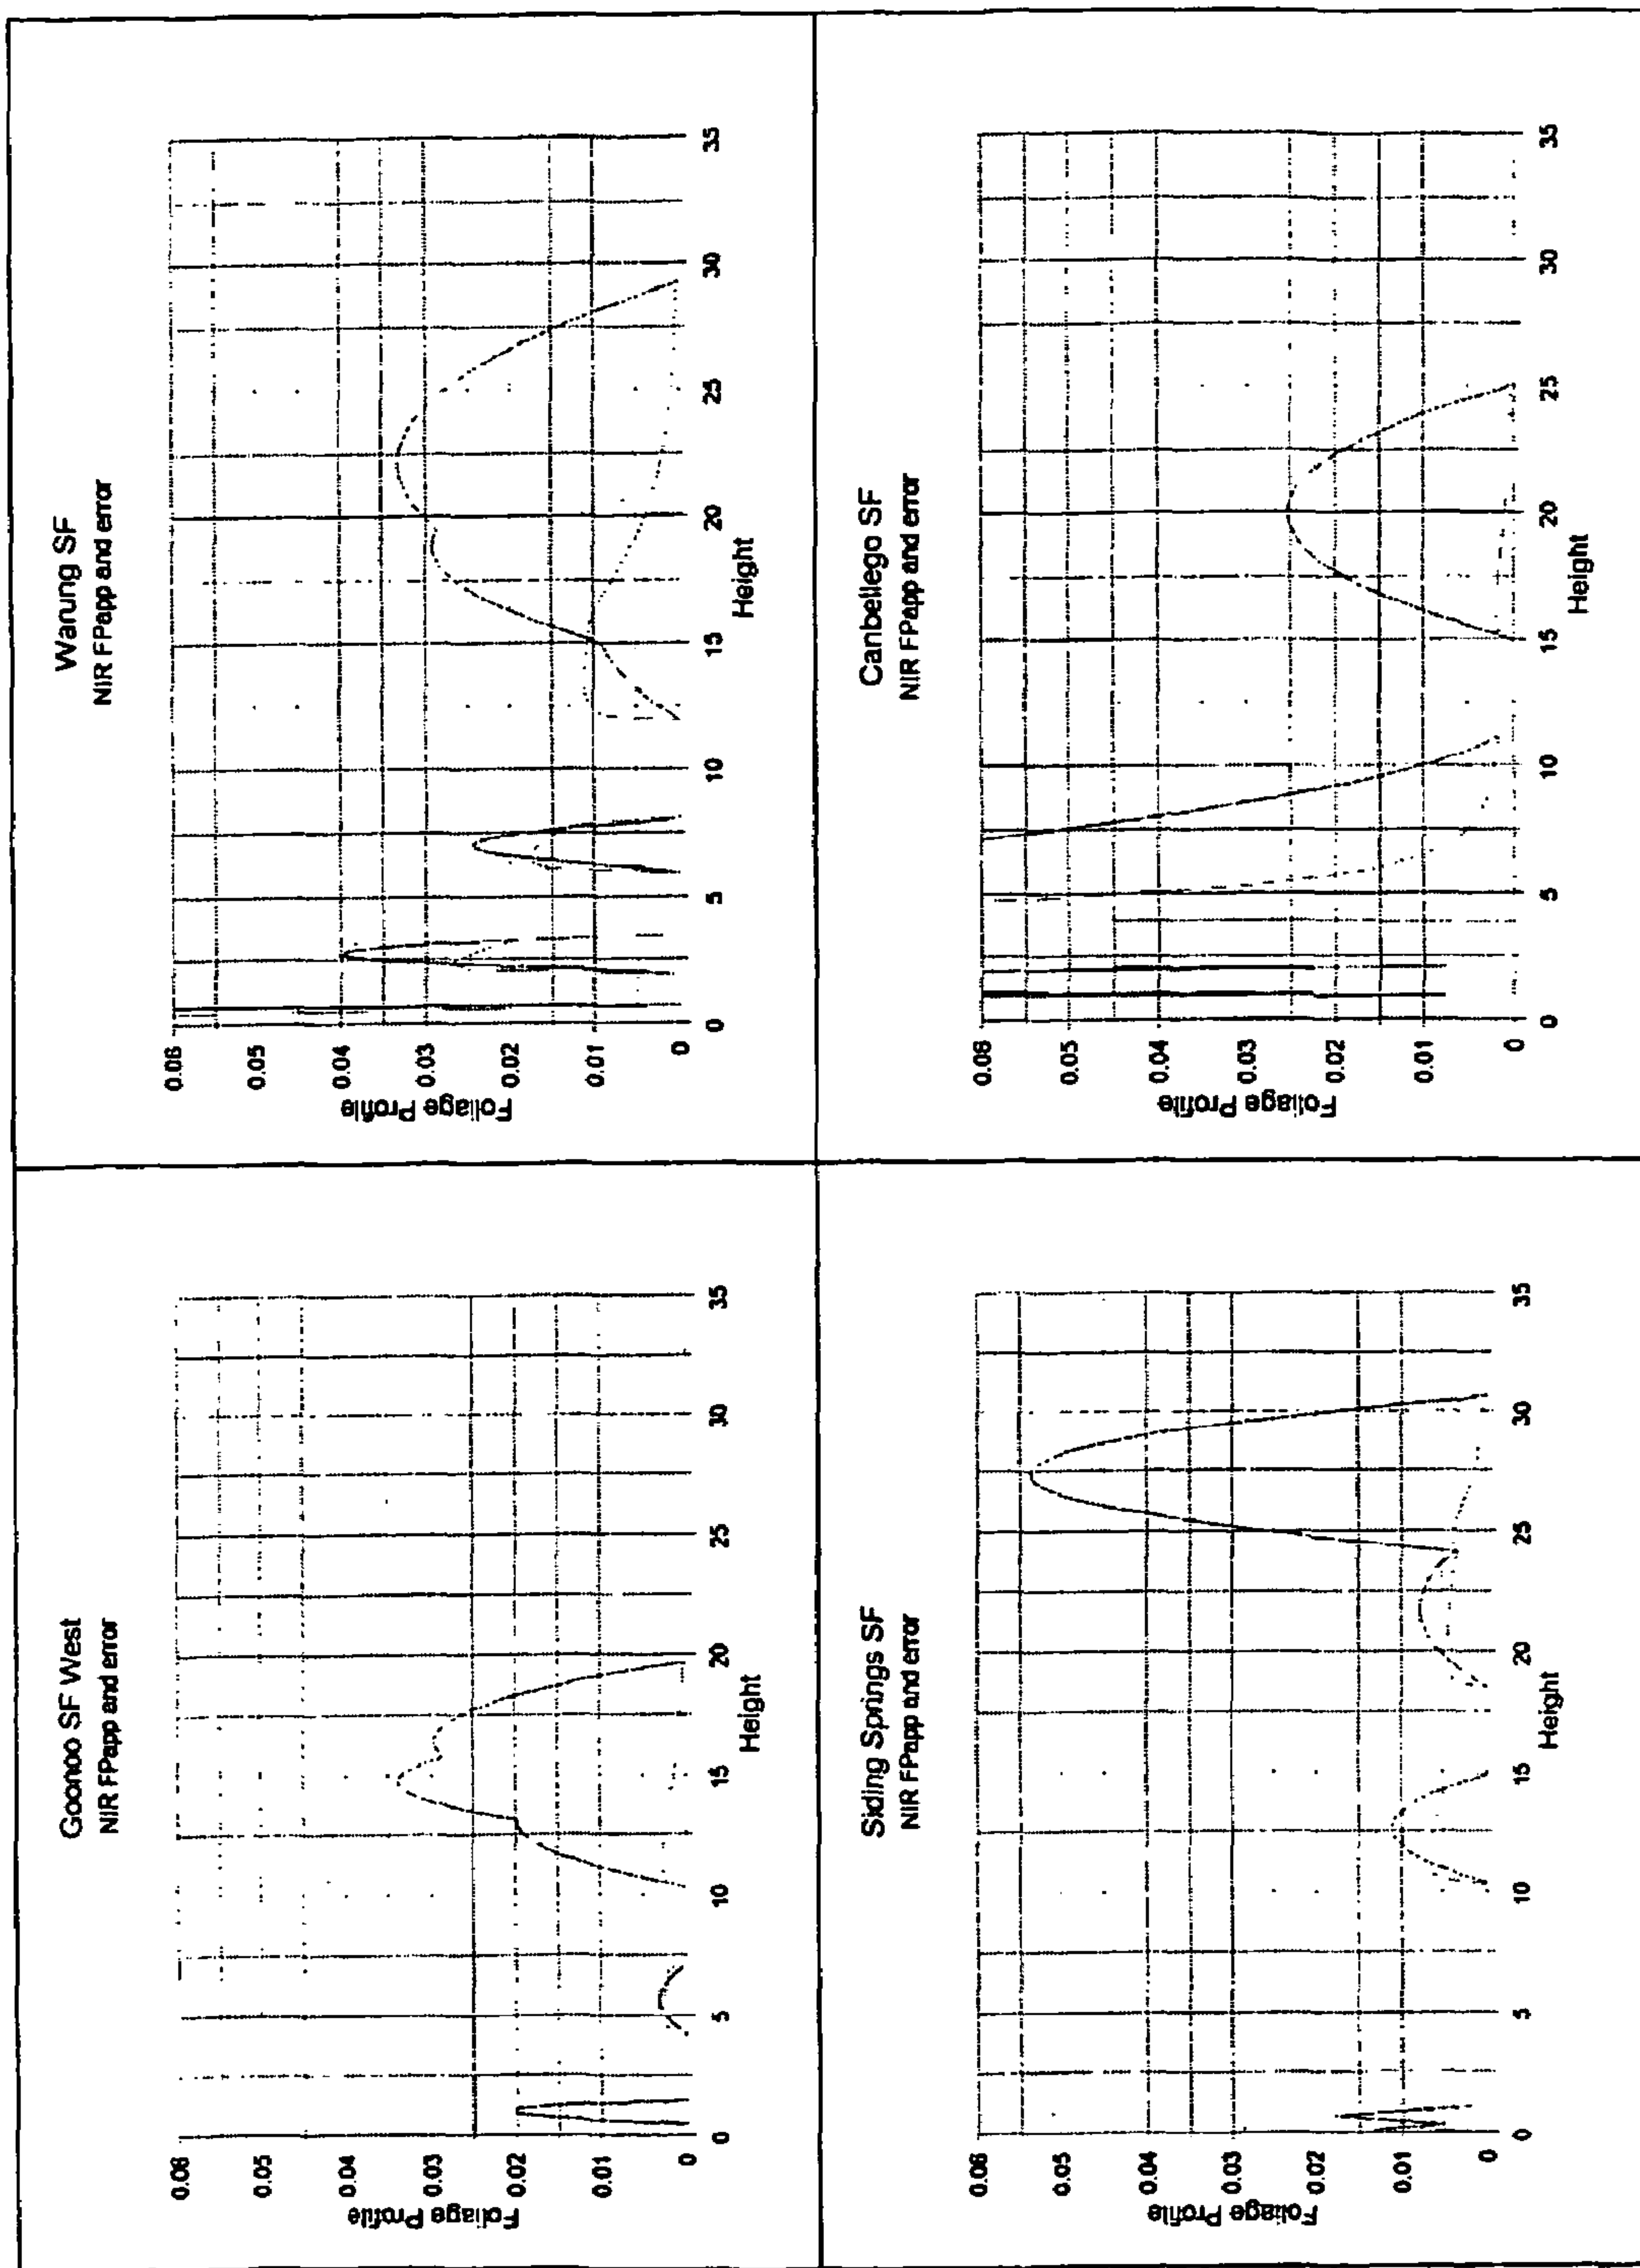 Goonoo SF West
NIR FPapp and error
Foliage Profile
0.06
0.05
0.04
0.03
0.02
0.01
0
0 5 10 15 20 25 30 35
Height
Warung SF
NIR FPapp and error
Foliage Profile
0.06
0.05
0.04
0.03
0.02
0.01
0
0 5 10 15 20 25 30 35
Height
Siding Springs SF
NIR FPapp and error
Foliage Profile
0.06
0.05
0.04
0.03
0.02
0.01
0
0 5 10 15 20 25 30 35
Height
Canbellego SF
NIR FPapp and error
Foliage Profile
0.06
0.05
0.04
0.03
0.02
0.01
0
0 5 10 15 20 25 30 35
Height